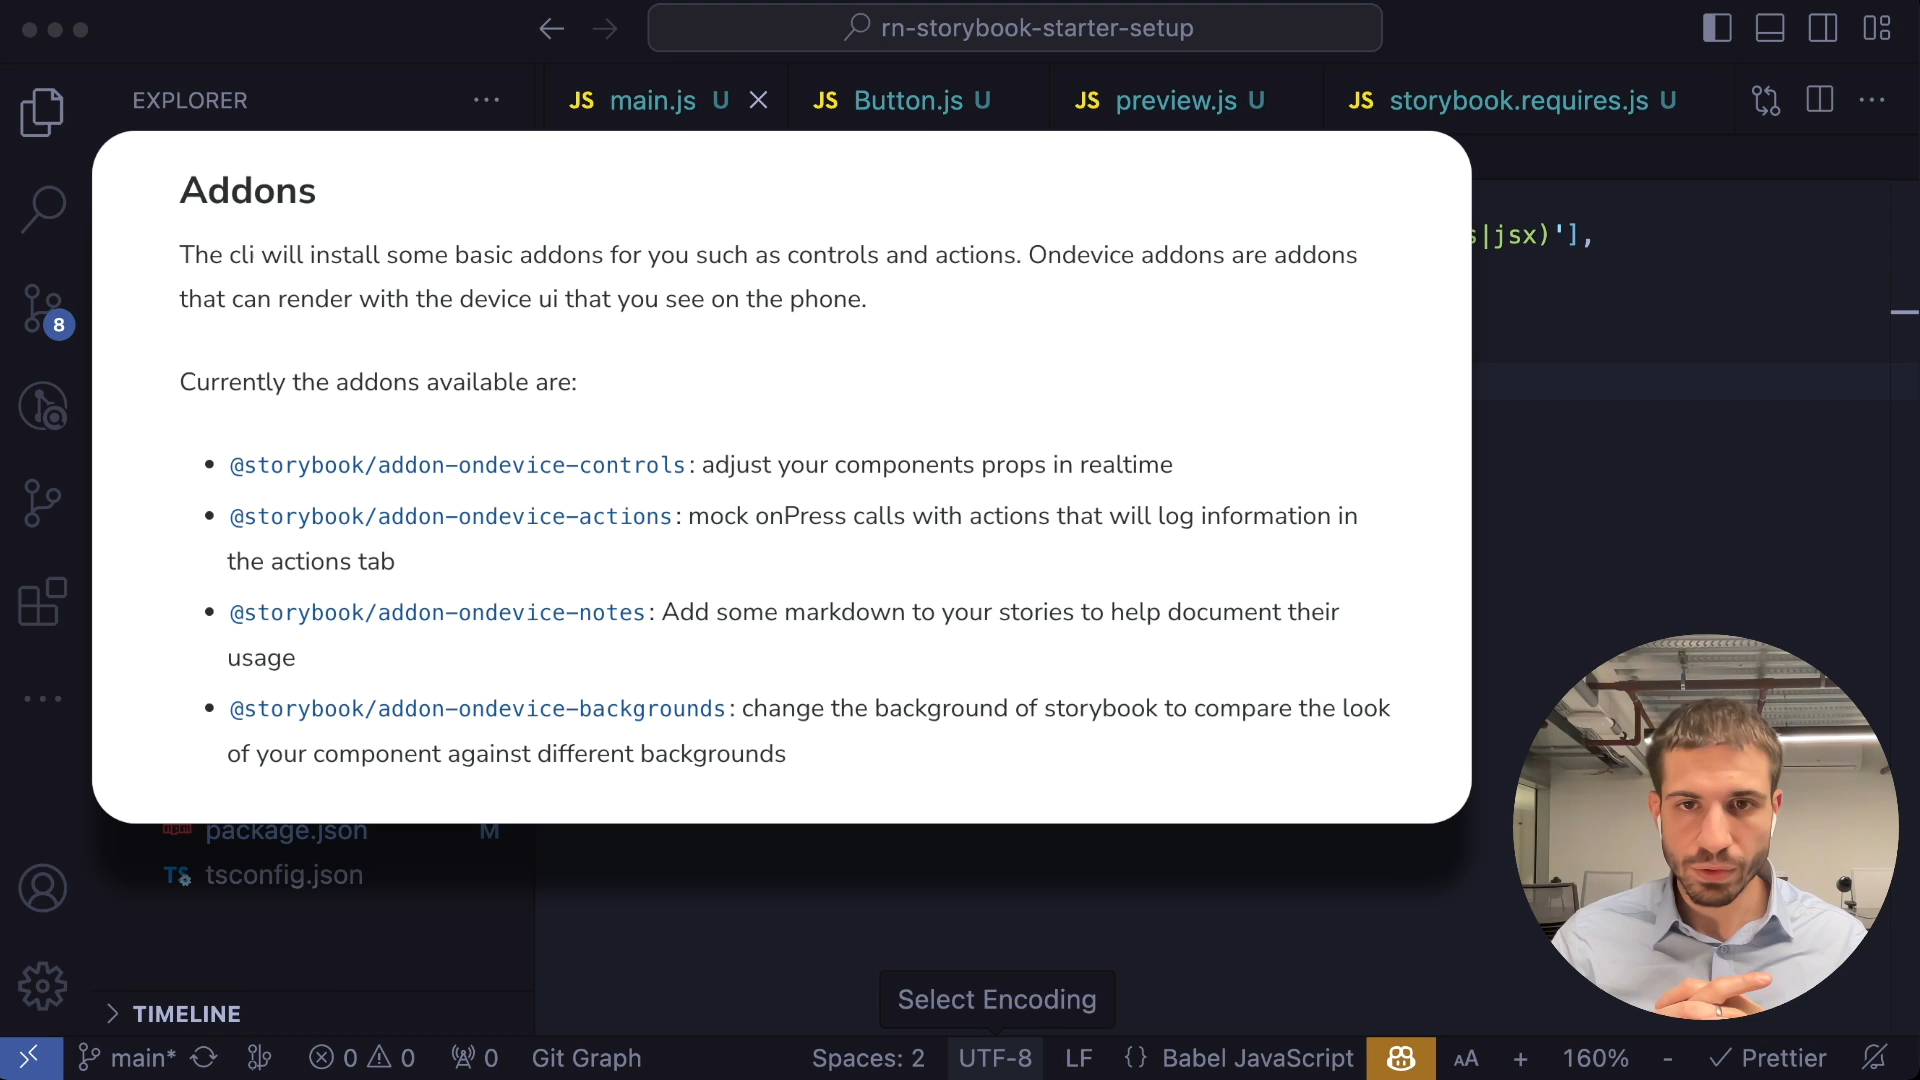 rn-storybook-starter-setup
EXPLORER
JS main.js U
JS Button.js U
JS preview.js U
JS storybook.requires.js U
s|jsx)'],
Addons
The cli will install some basic addons for you such as controls and actions. Ondevice addons are addons
that can render with the device ui that you see on the phone.
Currently the addons available are:
@storybook/addon-ondevice-controls: adjust your components props in realtime
@storybook/addon-ondevice-actions: mock onPress calls with actions that will log information in
the actions tab
@storybook/addon-ondevice-notes: Add some markdown to your stories to help document their
usage
@storybook/addon-ondevice-backgrounds: change the background of storybook to compare the look
of your component against different backgrounds
8
package.json M
TS tsconfig.json
TIMELINE
Select Encoding
main* 0 0 0 Git Graph Spaces: 2 UTF-8 LF {} Babel JavaScript AA + 160% - Prettier